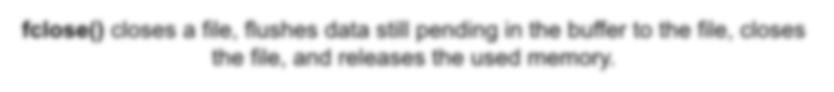 fclose() closes a file, flushes data still pending in the buffer to the file, closes
the file, and releases the used memory.